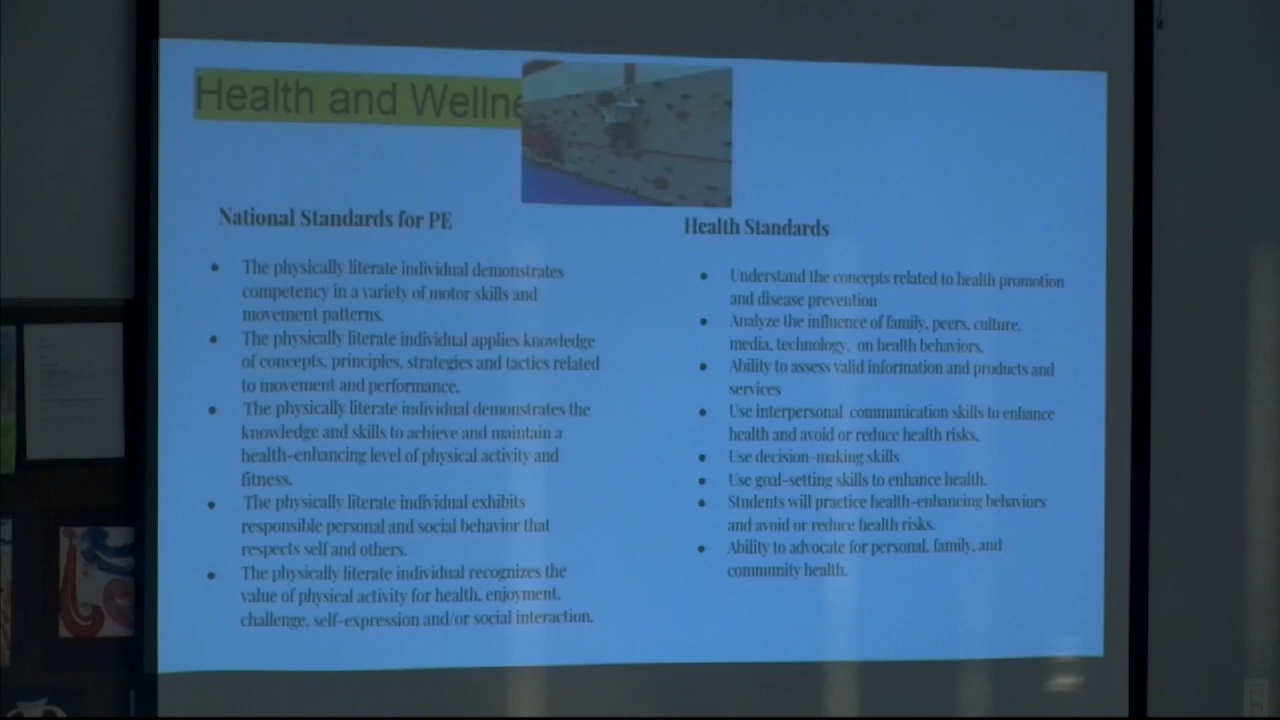 Health and Wellne
National Standards for PE
The physically literate individual demonstrates
competency in a variety of motor skills and
movement patterns.
The physically literate individual applies knowledge
of concepts, principles, strategies and tactics related
to movement and performance.
The physically literate individual demonstrates the
knowledge and skills to achieve and maintain a
health-enhancing level of physical activity and
fitness.
The physically literate individual exhibits
responsible personal and social behavior that
respects self and others.
The physically literate individual recognizes the
value of physical activity for health, enjoyment,
challenge, self-expression and/or social interaction.
Health Standards
Understand the concepts related to health promotion
and disease prevention
Analyze the influence of family, peers, culture,
media, technology, on health behaviors.
Ability to assess valid information and products and
services
Use interpersonal communication skills to enhance
health and avoid or reduce health risks.
Use decision-making skills
Use goal-setting skills to enhance health.
Students will practice health-enhancing behaviors
and avoid or reduce health risks.
Ability to advocate for personal, family, and
community health.